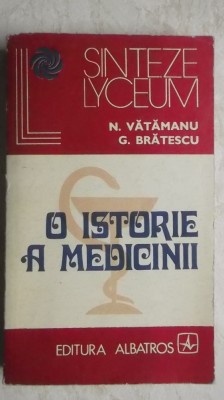 SINTEZE
LYCEUM
N. VĂTĂMANU
G. BRĂTESCU
O ISTORIE
A MEDICINII
EDITURA ALBATROS